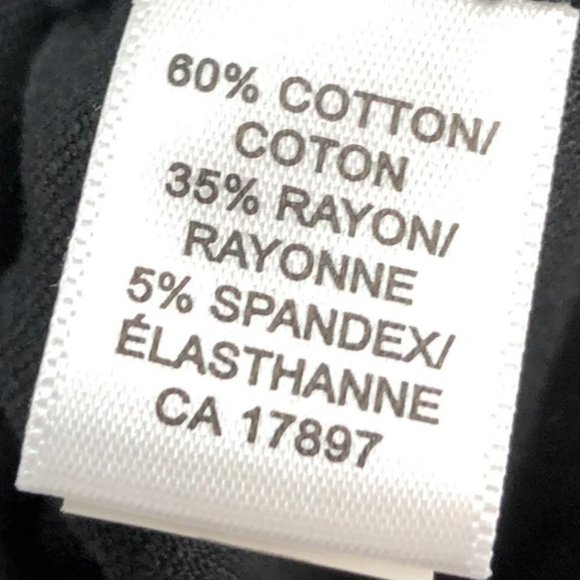 60% COTTON/
COTON
35% RAYON/
RAYONNE
5% SPANDEX/
ÉLASTHANNE
CA 17897